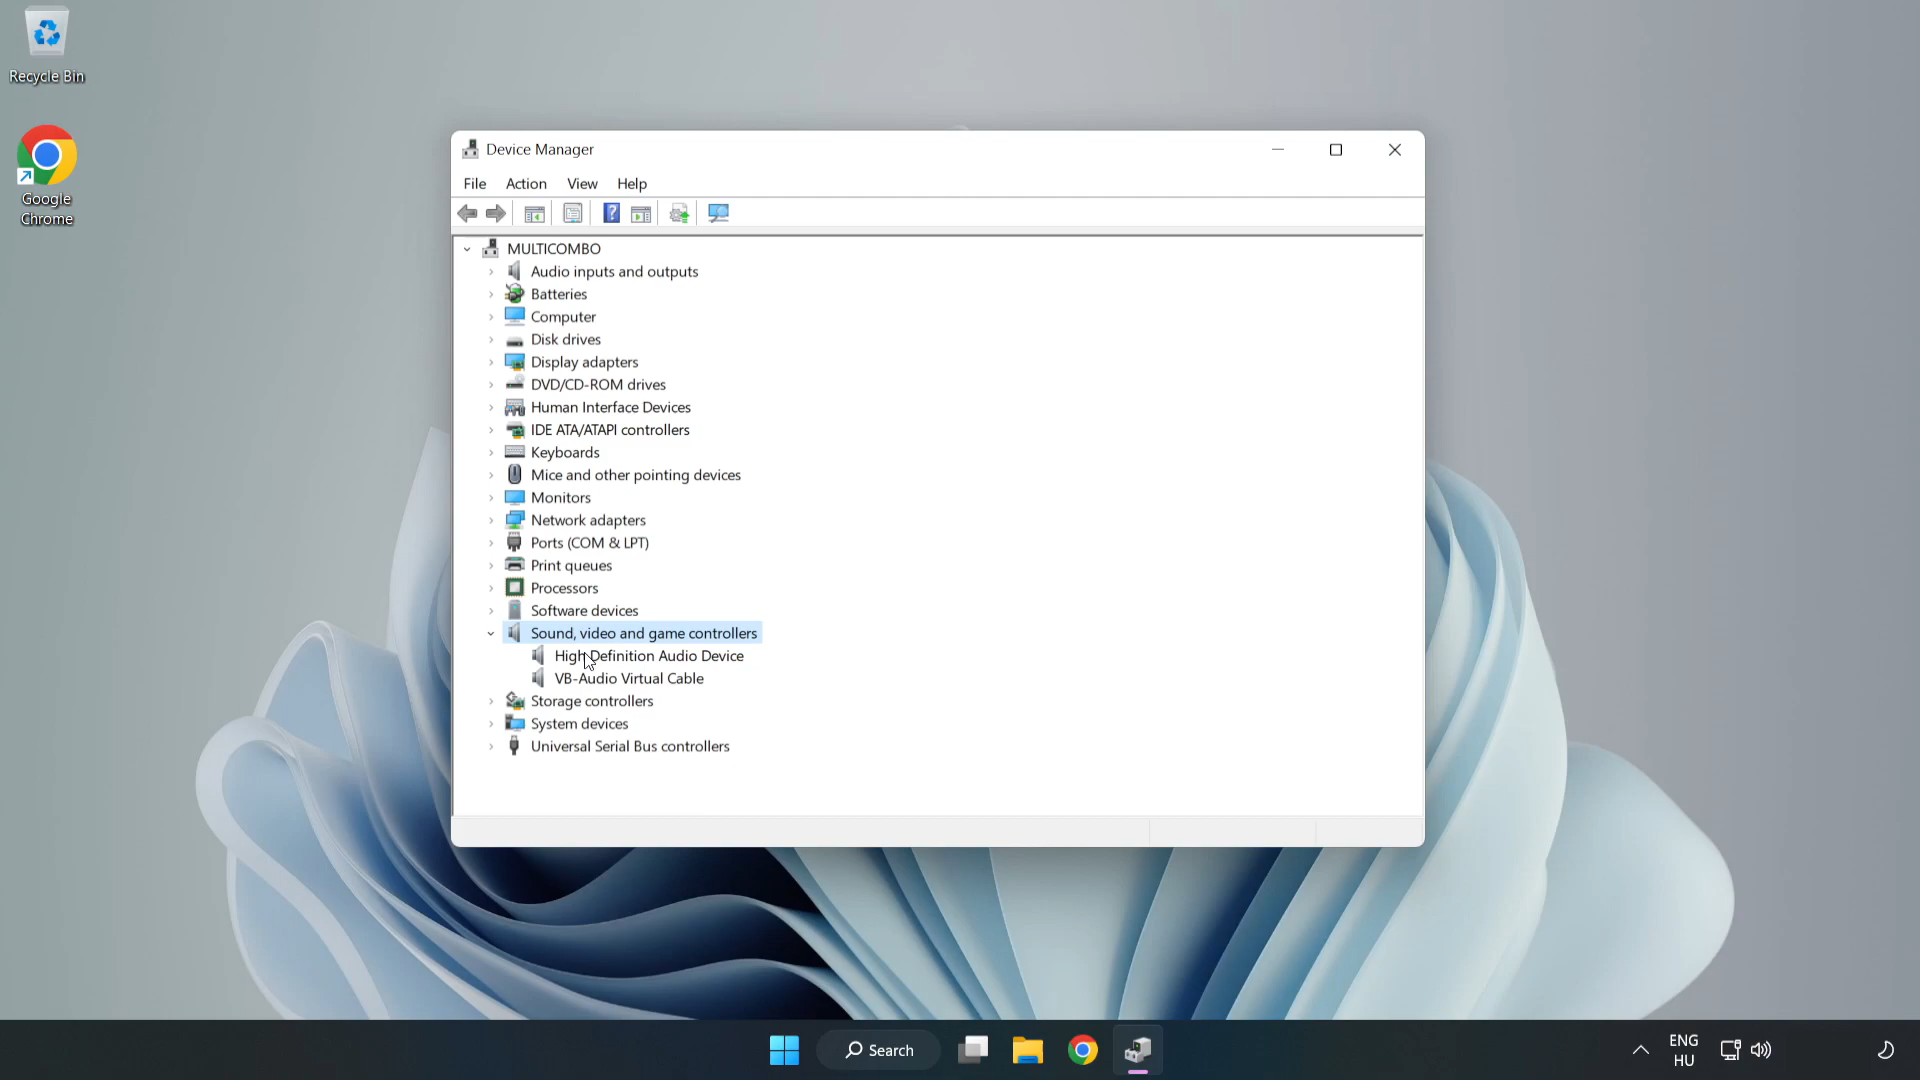 Recycle Bin
Google
Chrome
Device Manager
File Action View Help
MULTICOMBO
Audio inputs and outputs
Batteries
Computer
Disk drives
Display adapters
DVD/CD-ROM drives
Human Interface Devices
IDE ATA/ATAPI controllers
Keyboards
Mice and other pointing devices
Monitors
Network adapters
Ports (COM & LPT)
Print queues
Processors
Software devices
Sound, video and game controllers
High Definition Audio Device
VB-Audio Virtual Cable
Storage controllers
System devices
Universal Serial Bus controllers
Search
ENG
HU